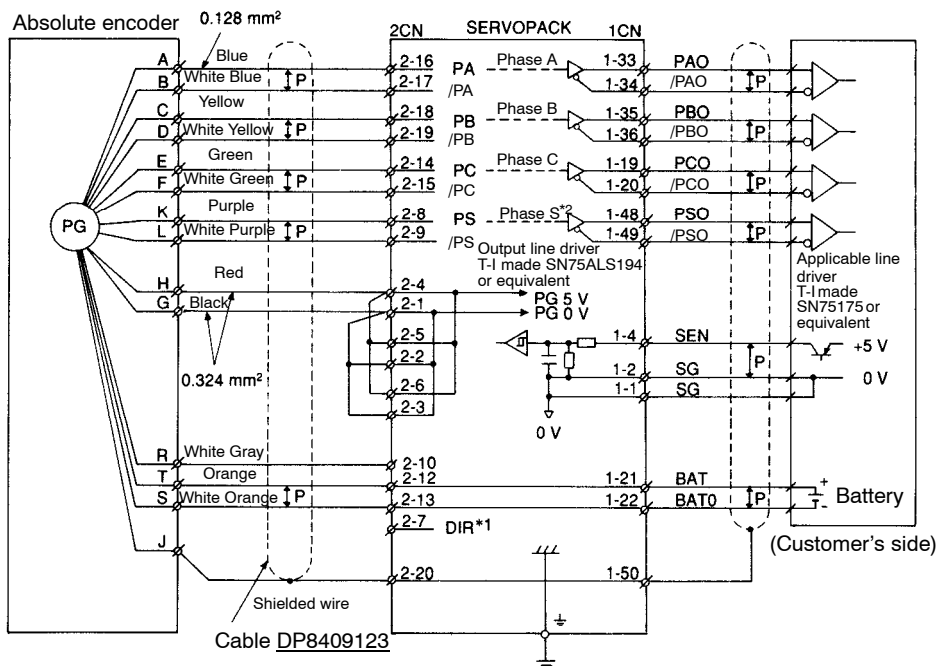 Absolute encoder
0.128 mm²
2CN
SERVOPACK
1CN
A
Blue
2-16
PA
Phase A
1-33
PAO
B
White Blue
P
2-17
/PA
1-34
/PAO
P
C
Yellow
2-18
PB
Phase B
1-35
PBO
D
White Yellow
P
2-19
/PB
1-36
/PBO
P
E
Green
2-14
PC
Phase C
1-19
PCO
F
White Green
P
2-15
/PC
1-20
/PCO
P
K
Purple
2-8
PS
Phase S*2
1-48
PSO
L
White Purple
P
2-9
/PS
1-49
/PSO
P
PG
Output line driver
T-I made SN75ALS194
or equivalent
Applicable line
driver
T-I made
SN75175 or
equivalent
H
Red
2-4
PG 5 V
G
Black
2-1
PG 0 V
2-5
2-2
2-6
2-3
0.324 mm²
1-4
SEN
+5 V
P
1-2
SG
0 V
1-1
SG
0 V
R
White Gray
2-10
T
Orange
2-12
1-21
BAT
+
S
White Orange
P
2-13
1-22
BAT0
P
-
Battery
2-7
DIR*1
(Customer's side)
J
2-20
1-50
Shielded wire
Cable DP8409123